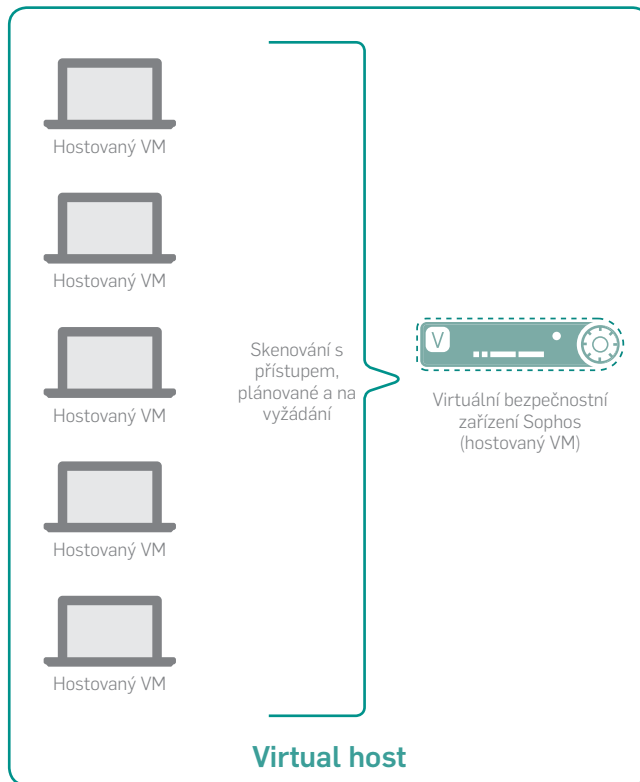 Hostovaný VM
Hostovaný VM
Hostovaný VM
Hostovaný VM
Hostovaný VM
Skenování s
přístupem,
plánované a na
vyžádání
V
Virtuální bezpečnostní
zařízení Sophos
(hostovaný VM)
Virtual host